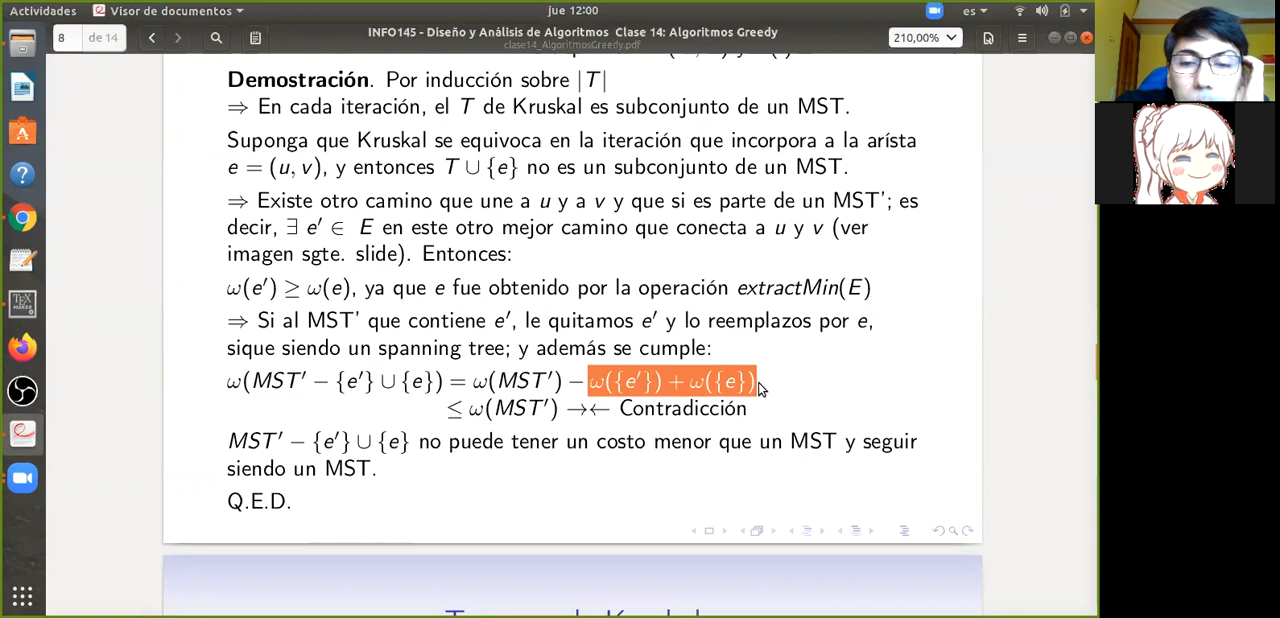 Actividades
Visor de documentos
jue 12:00
es
8
de 14
INFO145 - Diseño y Análisis de Algoritmos Clase 14: Algoritmos Greedy
clase14_AlgoritmosGreedy.pdf
210,00%
Demostración. Por inducción sobre |T|
⇒ En cada iteración, el T de Kruskal es subconjunto de un MST.
Suponga que Kruskal se equivoca en la iteración que incorpora a la arísta
e = (u, v), y entonces T ∪ {e} no es un subconjunto de un MST.
⇒ Existe otro camino que une a u y a v y que si es parte de un MST'; es
decir, ∃ e′ ∈ E en este otro mejor camino que conecta a u y v (ver
imagen sgte. slide). Entonces:
ω(e′) ≥ ω(e), ya que e fue obtenido por la operación extractMin(E)
⇒ Si al MST' que contiene e′, le quitamos e′ y lo reemplazos por e,
sique siendo un spanning tree; y además se cumple:
ω(MST′ − {e′} ∪ {e}) = ω(MST′) − ω({e′}) + ω({e})
≤ ω(MST′) →← Contradicción
MST′ − {e′} ∪ {e} no puede tener un costo menor que un MST y seguir
siendo un MST.
Q.E.D.